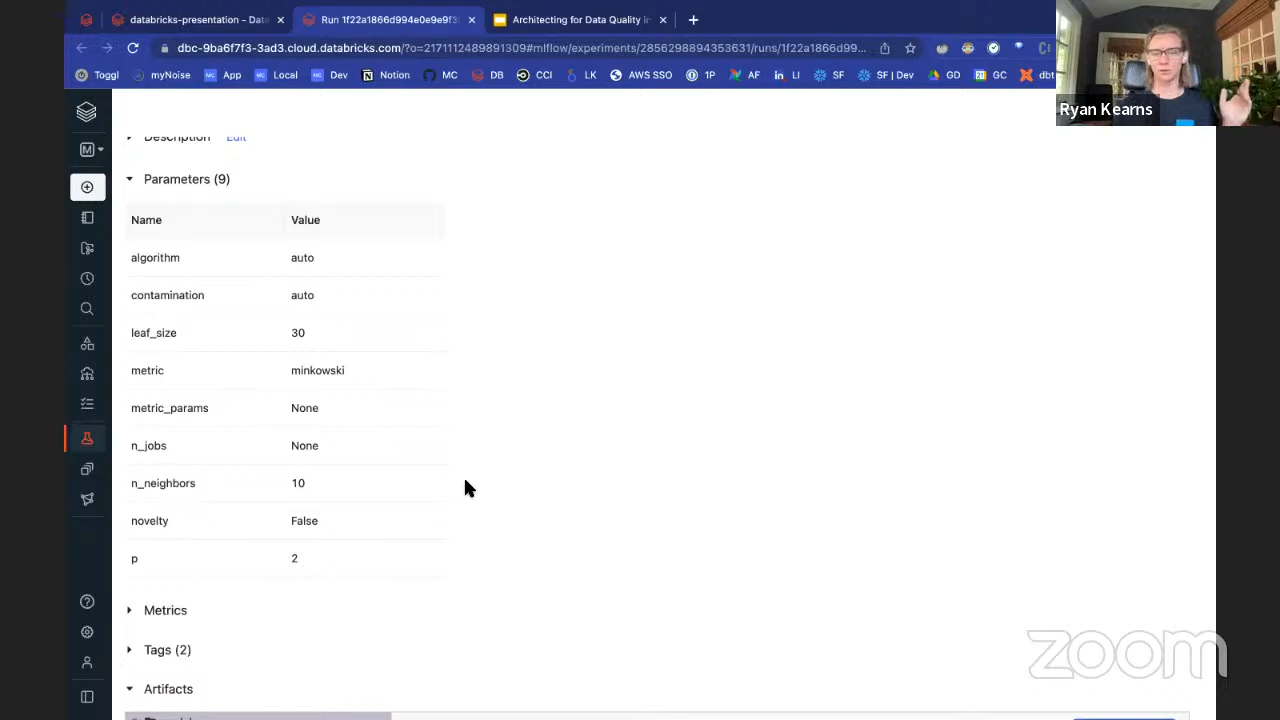 databricks-presentation – Data
Run 1f22a1866d994e0e9e9f3
Architecting for Data Quality in
dbc-9ba6f7f3-3ad3.cloud.databricks.com/?o=2171112489891309#mlflow/experiments/2856298894353631/runs/1f22a1866d99...
Toggl myNoise App Local Dev Notion MC DB CCI LK AWS SSO 1P AF LI SF SF | Dev GD GC dbt
Ryan Kearns
M
Description Edit
Parameters (9)
Name Value
algorithm auto
contamination auto
leaf_size 30
metric minkowski
metric_params None
n_jobs None
n_neighbors 10
novelty False
p 2
Metrics
Tags (2)
Artifacts
zoom